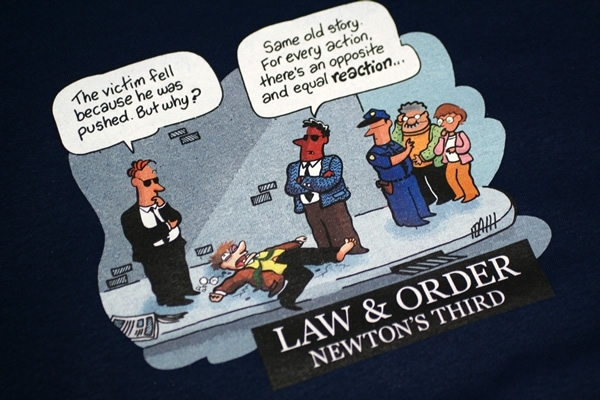 The victim fell
because he was
pushed. But why?
Same old story.
For every action,
there's an opposite
and equal reaction...
LAW & ORDER
NEWTON'S THIRD